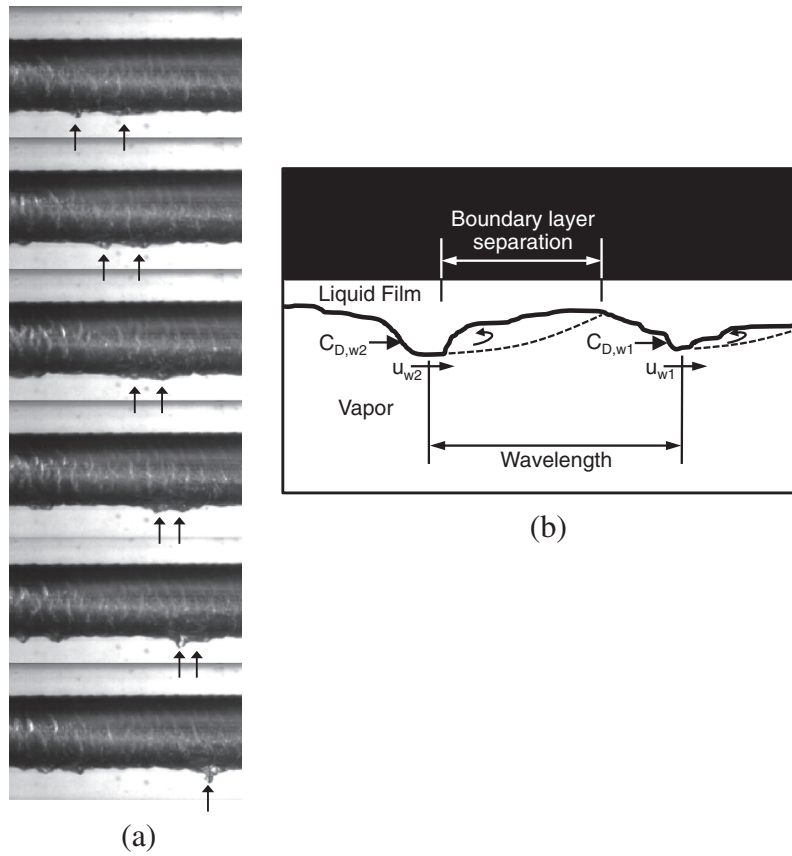 Boundary layer
separation
Liquid Film
C_D,w2
C_D,w1
u_w2
u_w1
Vapor
Wavelength
(b)
(a)